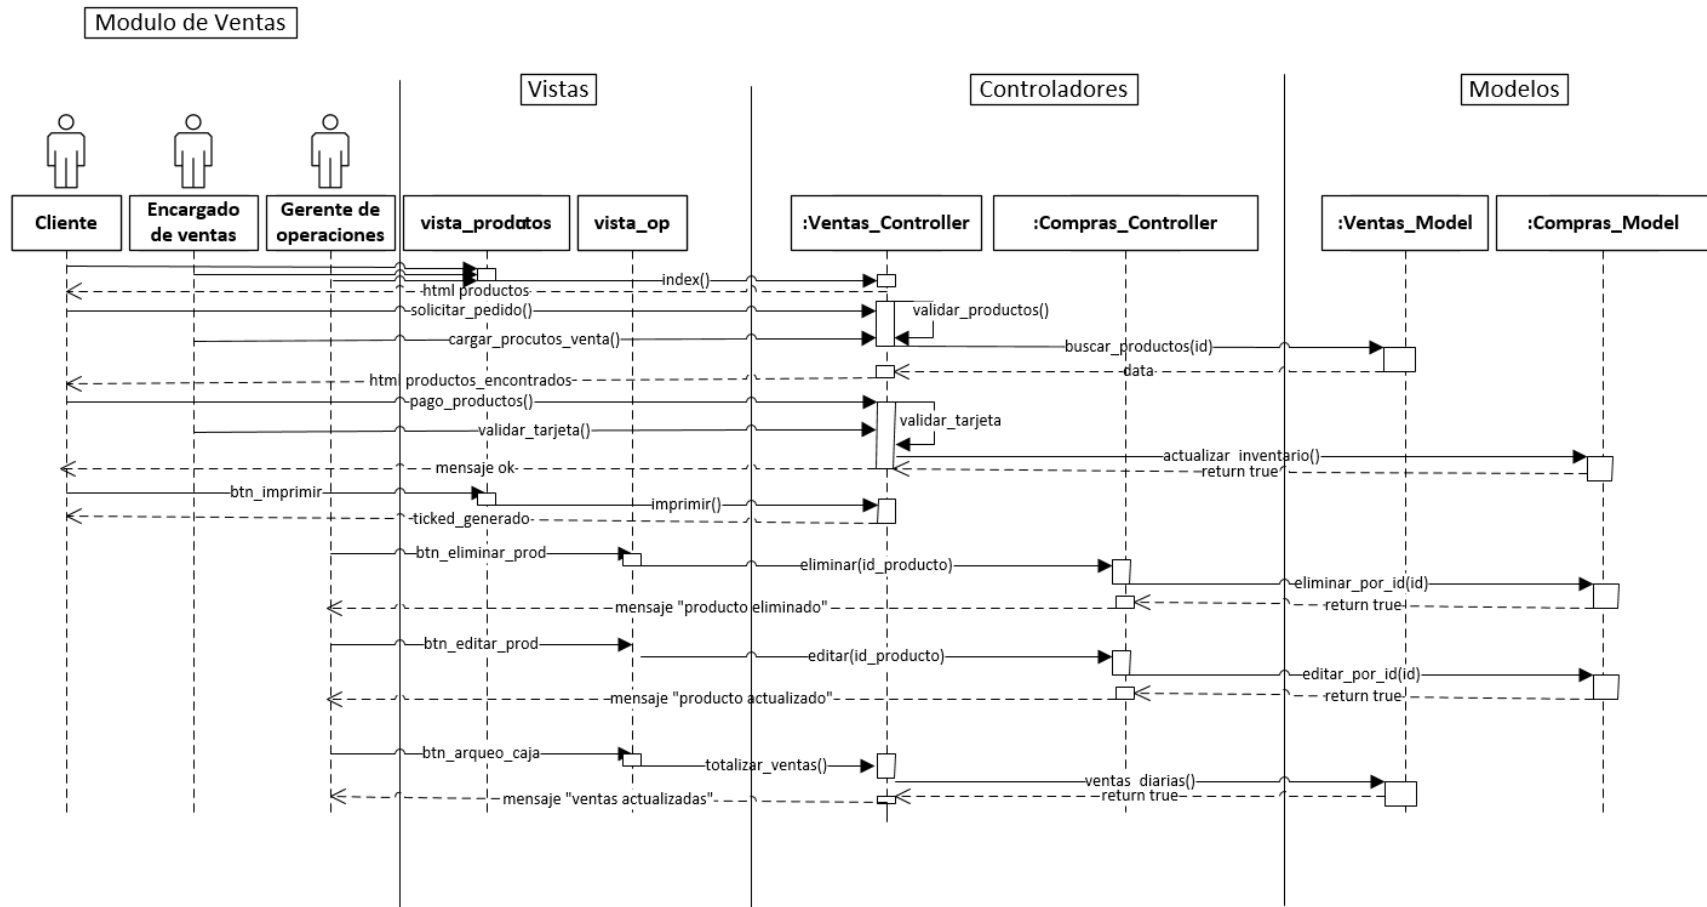 Modulo de Ventas
Vistas
Controladores
Modelos
Cliente
Encargado
de ventas
Gerente de
operaciones
vista_productos
vista_op
:Ventas_Controller
:Compras_Controller
:Ventas_Model
:Compras_Model
index()
html productos
solicitar_pedido()
validar_productos()
cargar_procutos_venta()
buscar_productos(id)
data
html productos_encontrados
pago_productos()
validar_tarjeta
validar_tarjeta()
actualizar_inventario()
mensaje ok
return true
btn_imprimir
imprimir()
ticked_generado
btn_eliminar_prod
eliminar(id_producto)
eliminar_por_id(id)
mensaje "producto eliminado"
return true
btn_editar_prod
editar(id_producto)
editar_por_id(id)
mensaje "producto actualizado"
return true
btn_arqueo_caja
totalizar_ventas()
ventas_diarias()
mensaje "ventas actualizadas"
return true